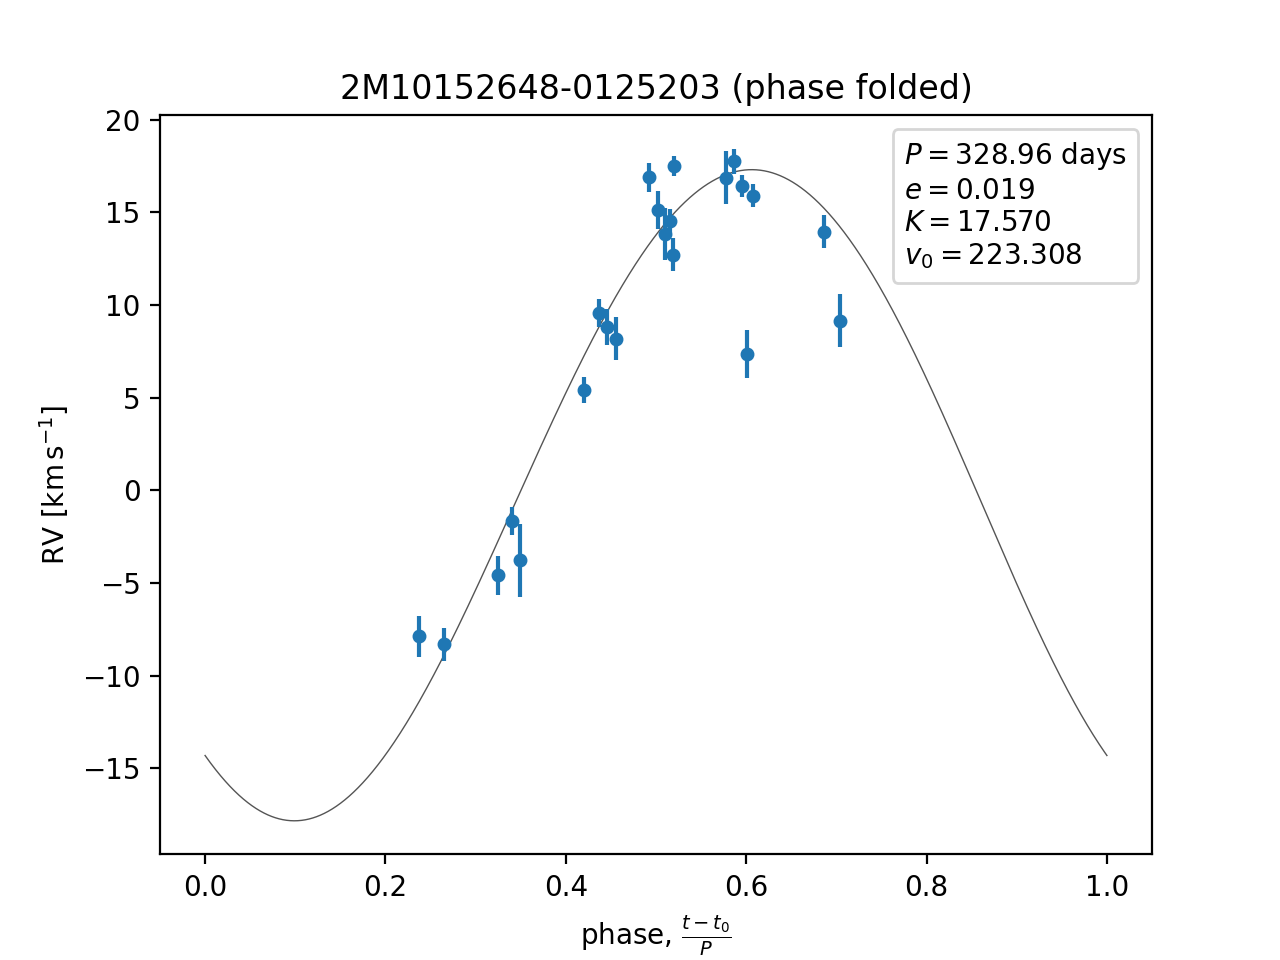 2M10152648-0125203 (phase folded)
P = 328.96 days
e = 0.019
K = 17.570
v₀ = 223.308
RV [km s⁻¹]
20
15
10
5
0
−5
−10
−15
0.0 0.2 0.4 0.6 0.8 1.0
phase, (t − t₀)/P